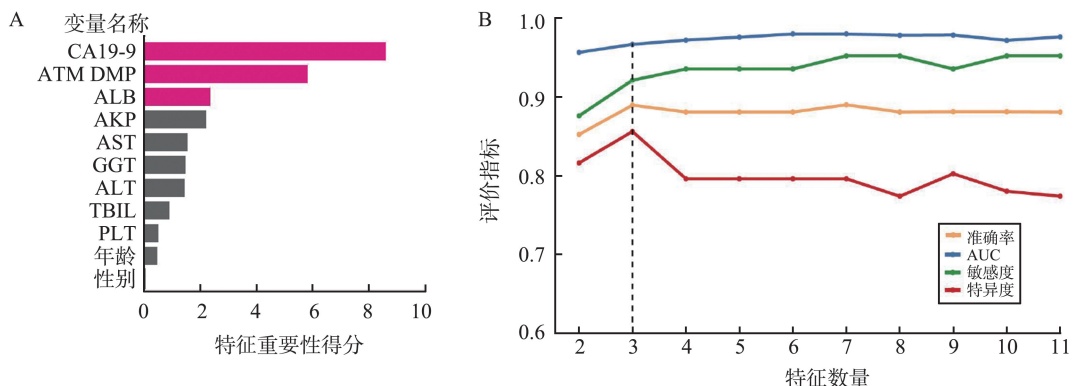 A
变量名称
CA19-9
ATM DMP
ALB
AKP
AST
GGT
ALT
TBIL
PLT
年龄
性别
0 2 4 6 8 10
特征重要性得分
B
1.0
0.9
0.8
0.7
0.6
评价指标
准确率
AUC
敏感度
特异度
2 3 4 5 6 7 8 9 10 11
特征数量